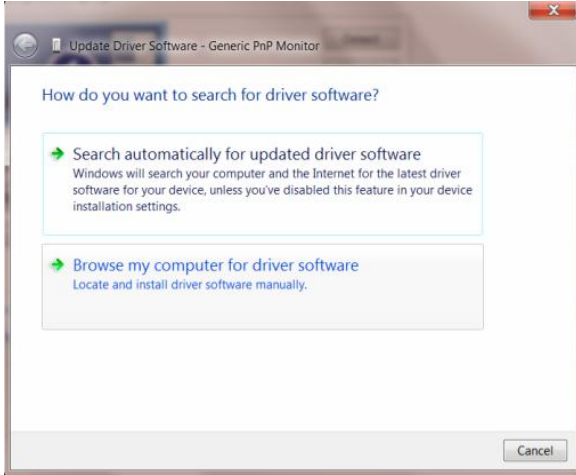 Update Driver Software - Generic PnP Monitor
How do you want to search for driver software?
Search automatically for updated driver software
Windows will search your computer and the Internet for the latest driver
software for your device, unless you've disabled this feature in your device
installation settings.
Browse my computer for driver software
Locate and install driver software manually.
Cancel